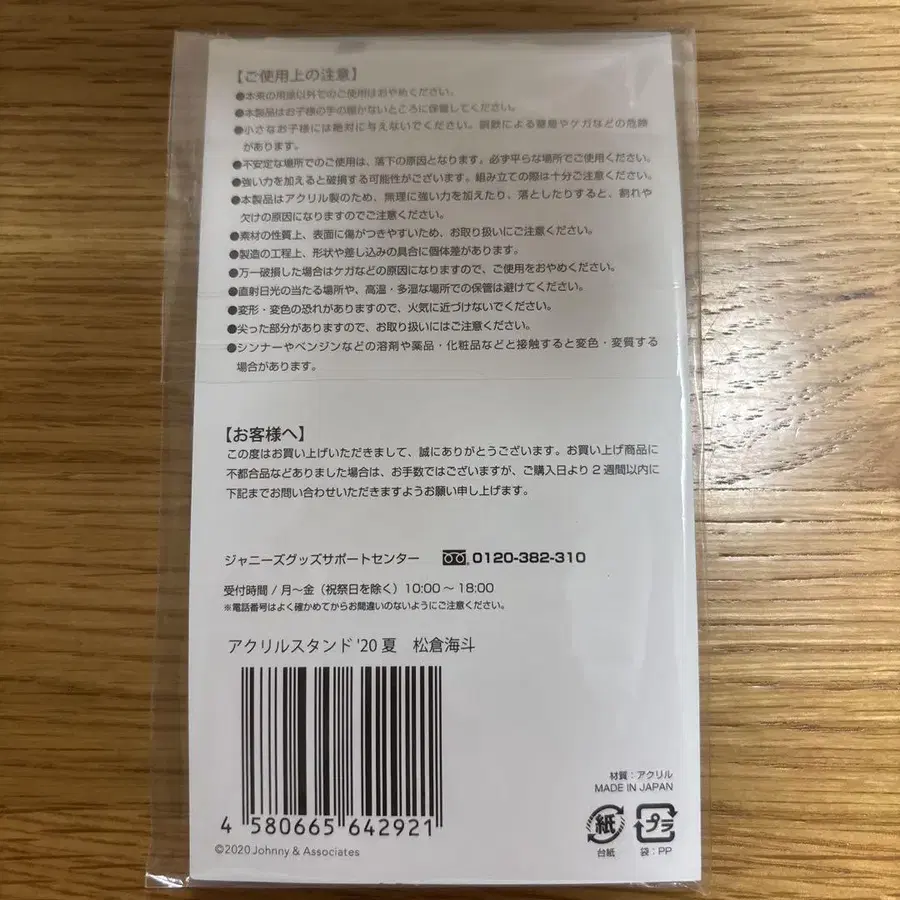 【ご使用上の注意】
●本来の用途以外でのご使用はおやめください。
●本製品はお子様の手の届かないところに保管してください。
●小さなお子様には絶対に与えないでください。誤飲による窒息やケガなどの危険
があります。
●不安定な場所でのご使用は、落下の原因となります。必ず平らな場所でご使用ください。
●強い力を加えると破損する可能性がございます。組み立ての際は十分ご注意ください。
●本製品はアクリル製のため、無理に強い力を加えたり、落としたりすると、割れや
欠けの原因になりますのでご注意ください。
●素材の性質上、表面に傷がつきやすいため、お取り扱いにご注意ください。
●製造の工程上、形状や差し込みの具合に個体差があります。
●万一破損した場合はケガなどの原因になりますので、ご使用をおやめください。
●直射日光の当たる場所や、高温・多湿な場所での保管は避けてください。
●変形・変色の恐れがありますので、火気に近づけないでください。
●尖った部分がありますので、お取り扱いにはご注意ください。
●シンナーやベンジンなどの溶剤や薬品・化粧品などと接触すると変色・変質する
場合があります。
【お客様へ】
この度はお買い上げいただきまして、誠にありがとうございます。お買い上げ商品に
不都合品などありました場合は、お手数ではございますが、ご購入日より2週間以内に
下記までお問い合わせいただきますようお願い申し上げます。
ジャニーズグッズサポートセンター 0120-382-310
受付時間 / 月〜金（祝祭日を除く）10:00〜18:00
※電話番号はよく確かめてからお間違いのないようにご注意ください。
アクリルスタンド '20 夏 松倉海斗
4 580665 642921
©2020 Johnny & Associates
材質：アクリル
MADE IN JAPAN
紙 プラ
台紙 袋：PP